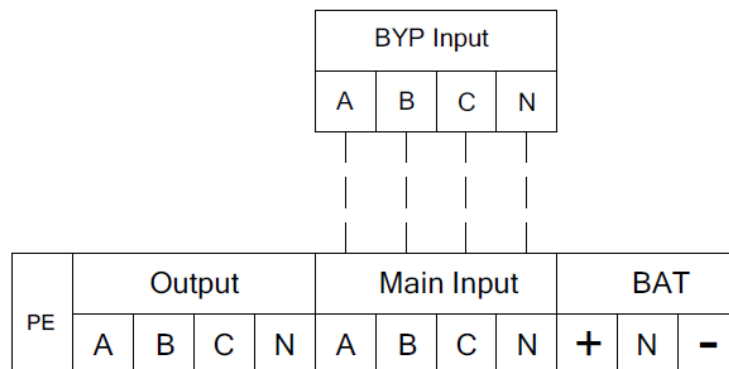 BYP Input
A B C N
Output Main Input BAT
PE
A B C N A B C N + N -